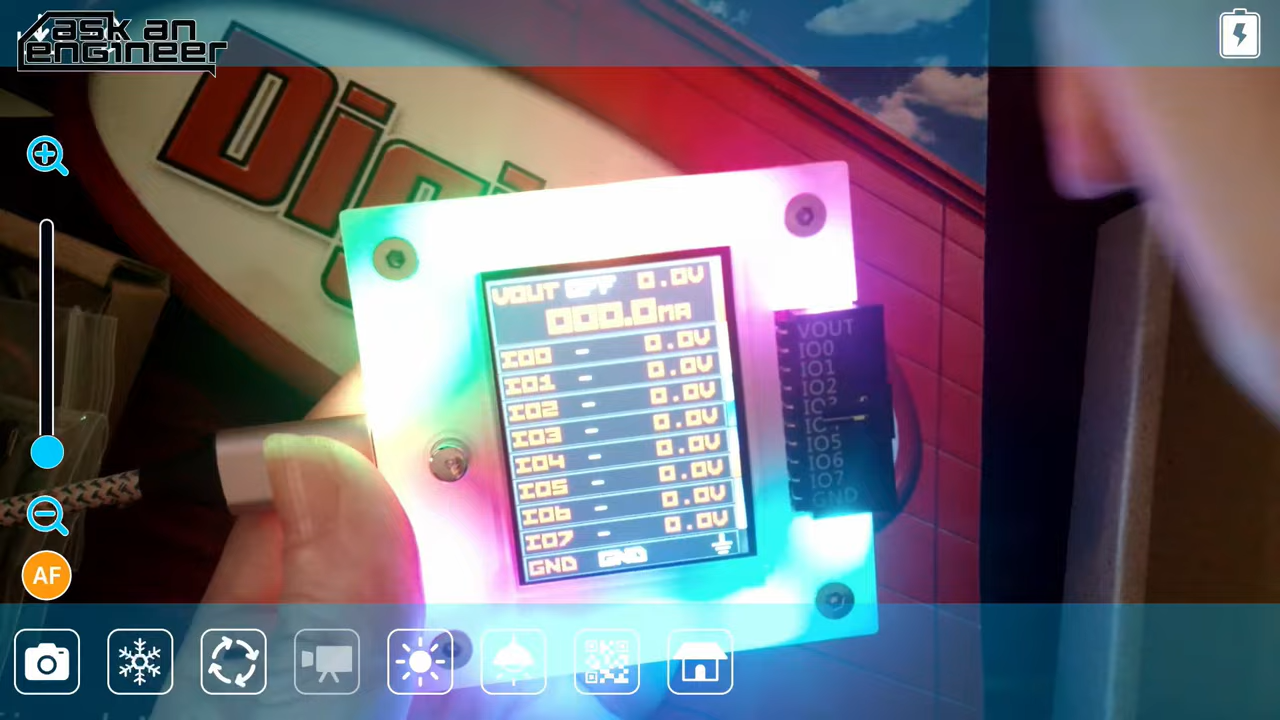 ask an
engineer
Digi
VOUT OFF 0.0V
000.0MA
IO0 - 0.0V
IO1 - 0.0V
IO2 - 0.0V
IO3 - 0.0V
IO4 - 0.0V
IO5 - 0.0V
IO6 - 0.0V
IO7 - 0.0V
GND GND
VOUT
IO0
IO1
IO2
IO3
IO5
IO6
IO7
GND
AF